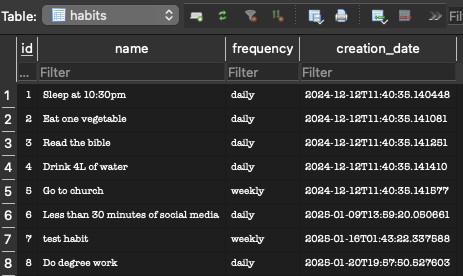 Table: habits Fil
id name frequency creation_date
... Filter Filter Filter
1 1 Sleep at 10:30pm daily 2024-12-12T11:40:35.140448
2 2 Eat one vegetable daily 2024-12-12T11:40:35.141081
3 3 Read the bible daily 2024-12-12T11:40:35.141251
4 4 Drink 4L of water daily 2024-12-12T11:40:35.141410
5 5 Go to church weekly 2024-12-12T11:40:35.141577
6 6 Less than 30 minutes of social media daily 2025-01-09T13:59:20.050661
7 7 test habit weekly 2025-01-16T01:43:22.337588
8 8 Do degree work daily 2025-01-20T19:57:50.527603